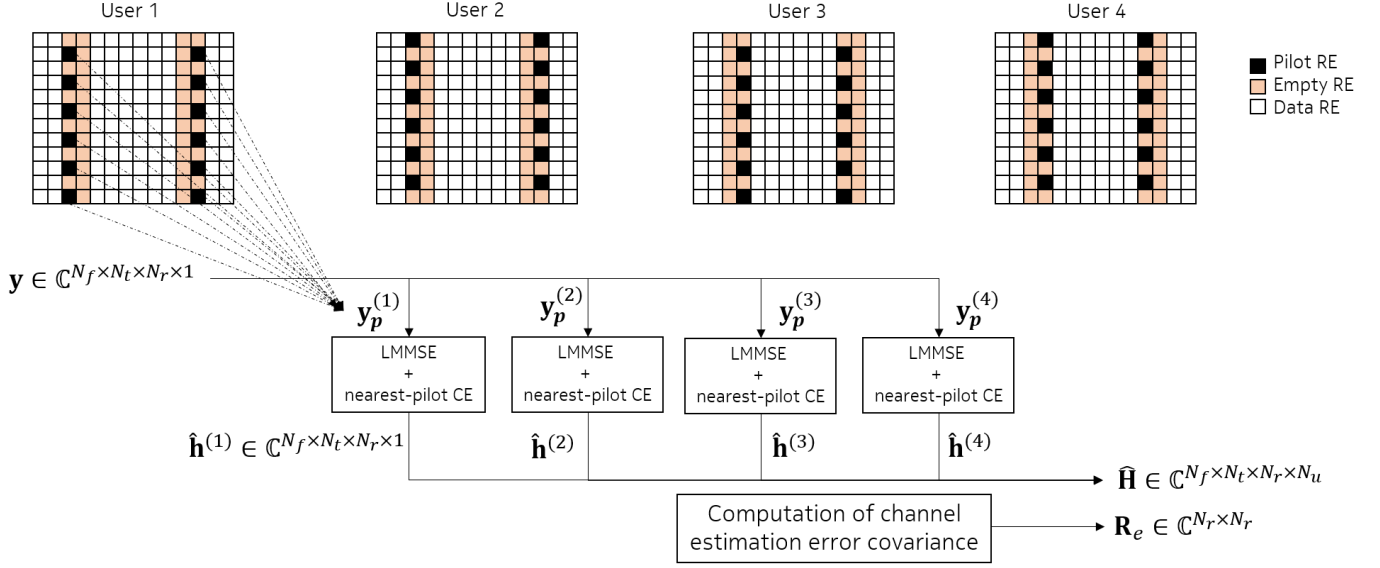 User 1
User 2
User 3
User 4
Pilot RE
Empty RE
Data RE
𝐲 ∈ ℂ^{N_f×N_t×N_r×1}
𝐲_𝒑^{(1)}
𝐲_𝒑^{(2)}
𝐲_𝒑^{(3)}
𝐲_𝒑^{(4)}
LMMSE
+
nearest-pilot CE
LMMSE
+
nearest-pilot CE
LMMSE
+
nearest-pilot CE
LMMSE
+
nearest-pilot CE
𝐡̂^{(1)} ∈ ℂ^{N_f×N_t×N_r×1}
𝐡̂^{(2)}
𝐡̂^{(3)}
𝐡̂^{(4)}
𝐇̂ ∈ ℂ^{N_f×N_t×N_r×N_u}
Computation of channel
estimation error covariance
𝐑_e ∈ ℂ^{N_r×N_r}